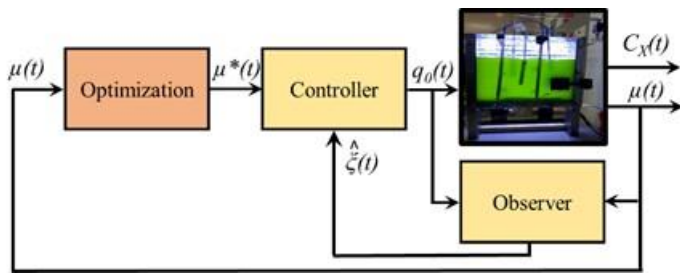 μ(t)
Optimization
μ*(t)
Controller
q₀(t)
C_X(t)
μ(t)
ξ̂(t)
Observer